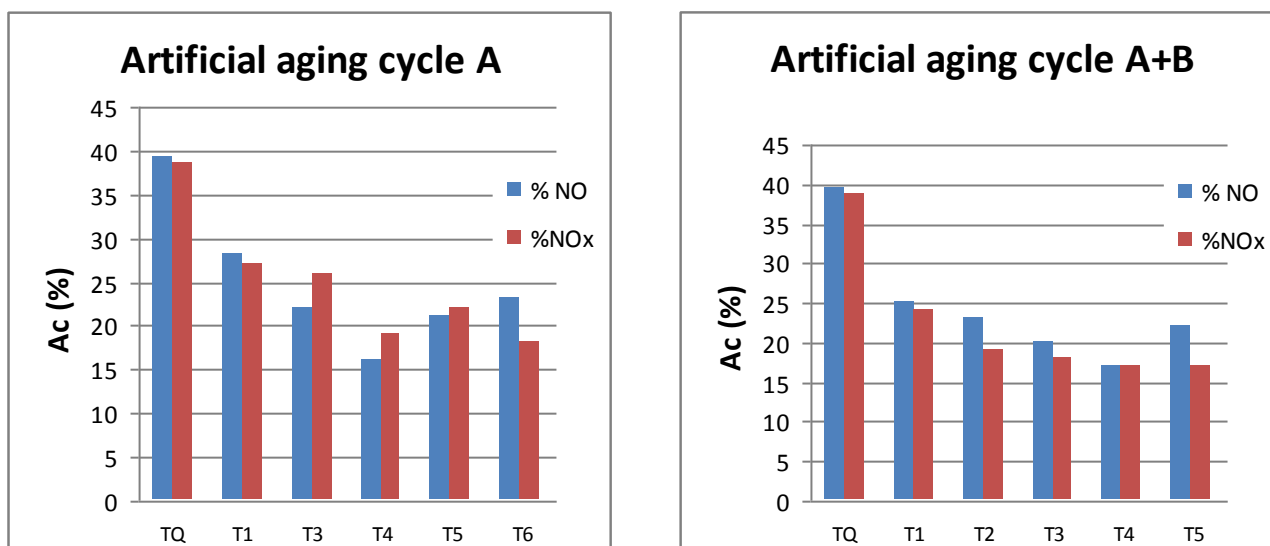 Artificial aging cycle A
45
40
35
30
25
20
15
10
5
0
Ac (%)
% NO
%NOx
TQ T1 T3 T4 T5 T6
Artificial aging cycle A+B
45
40
35
30
25
20
15
10
5
0
Ac (%)
% NO
%NOx
TQ T1 T2 T3 T4 T5